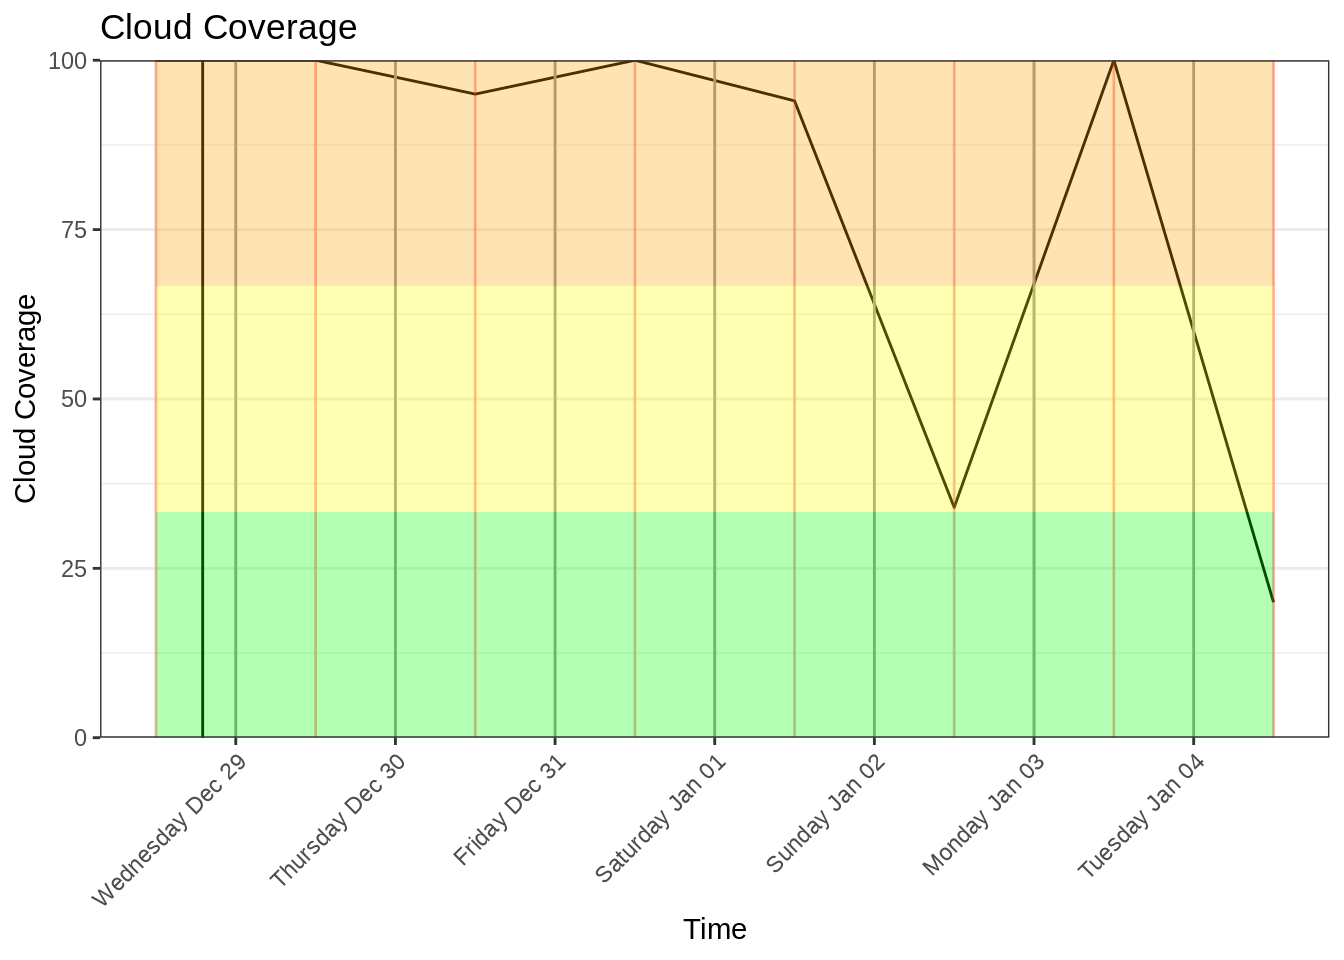 Cloud Coverage
100
75
50
25
0
Cloud Coverage
Wednesday Dec 29
Thursday Dec 30
Friday Dec 31
Saturday Jan 01
Sunday Jan 02
Monday Jan 03
Tuesday Jan 04
Time